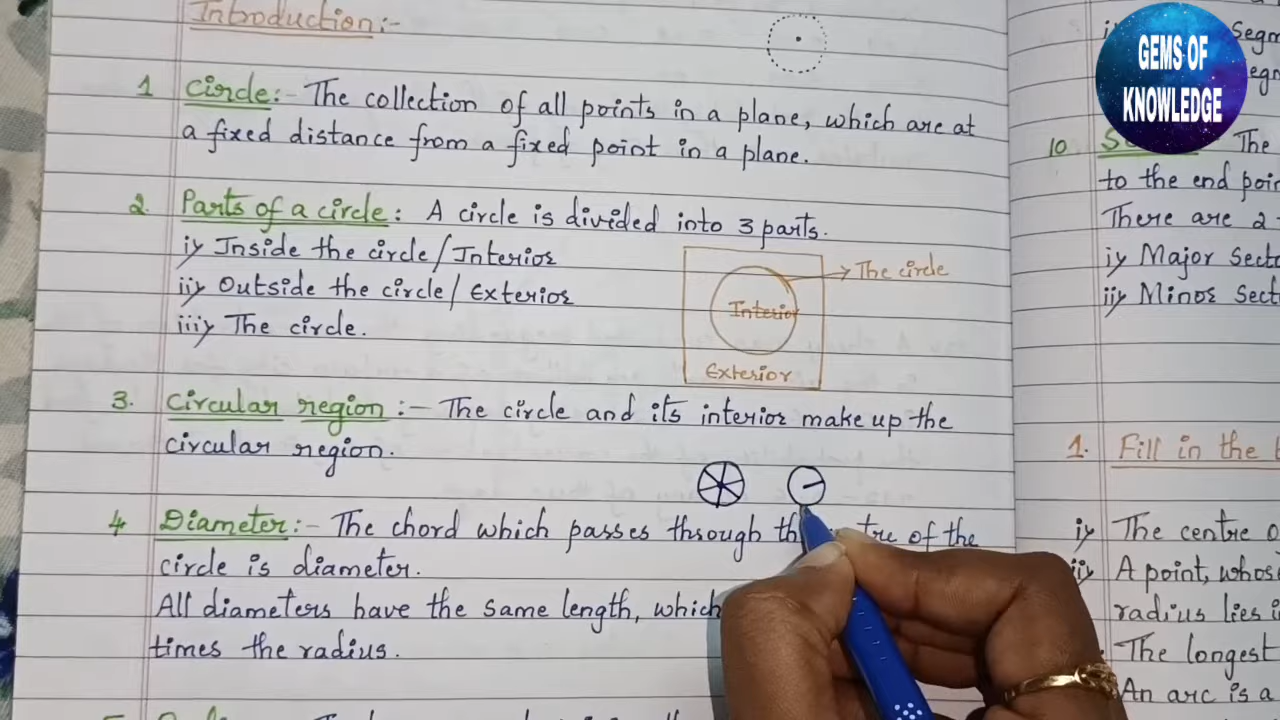 Introduction:-
1 Circle:- The collection of all points in a plane, which are at
a fixed distance from a fixed point in a plane.
2. Parts of a circle: A circle is divided into 3 parts.
i) Inside the circle/Interior
ii) Outside the circle/Exterior
iii) The circle.
The circle
Interior
Exterior
3. Circular region :- The circle and its interior make up the
circular region.
4 Diameter:- The chord which passes through of the
circle is diameter.
All diameters have the same length, which
times the radius.
GEMS OF
KNOWLEDGE
10. The
to the end
There are 2
i) Major
ii) Minor
1. Fill in the
i) The centre
ii) A point,
radius lies
The longest
An arc is a